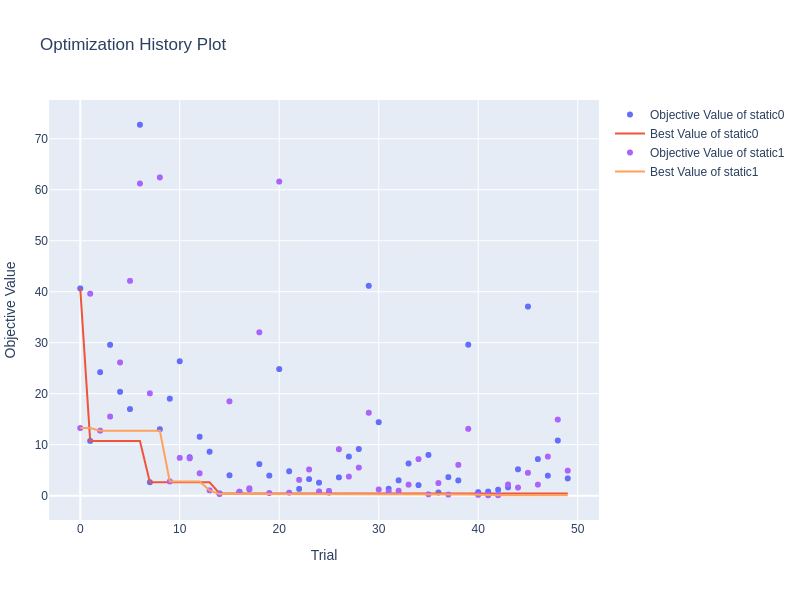 Optimization History Plot
Objective Value of static0
Best Value of static0
Objective Value of static1
Best Value of static1
70
60
50
40
30
20
10
0
Objective Value
0 10 20 30 40 50
Trial